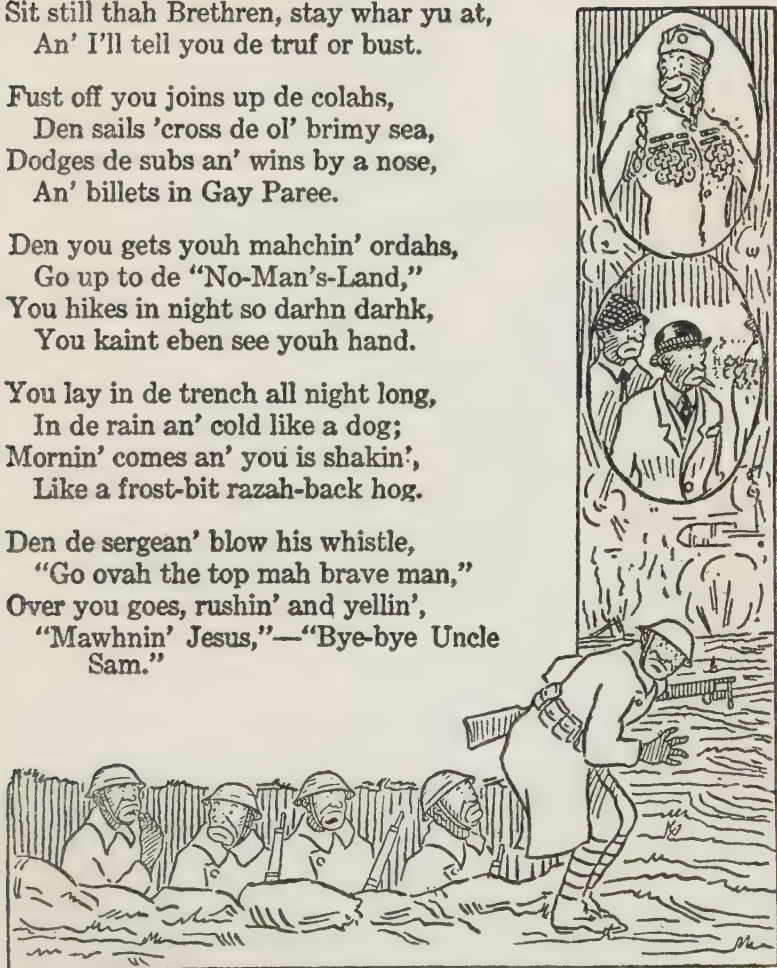 Sit still thah Brethren, stay whar yu at,
An' I'll tell you de truf or bust.
Fust off you joins up de colahs,
Den sails 'cross de ol' brimy sea,
Dodges de subs an' wins by a nose,
An' billets in Gay Paree.
Den you gets youh mahchin' ordahs,
Go up to de "No-Man's-Land,"
You hikes in night so darhn darhk,
You kaint eben see youh hand.
You lay in de trench all night long,
In de rain an' cold like a dog;
Mornin' comes an' you is shakin',
Like a frost-bit razah-back hog.
Den de sergean' blow his whistle,
"Go ovah the top mah brave man,"
Over you goes, rushin' and yellin',
"Mawhnin' Jesus,"—"Bye-bye Uncle
Sam."